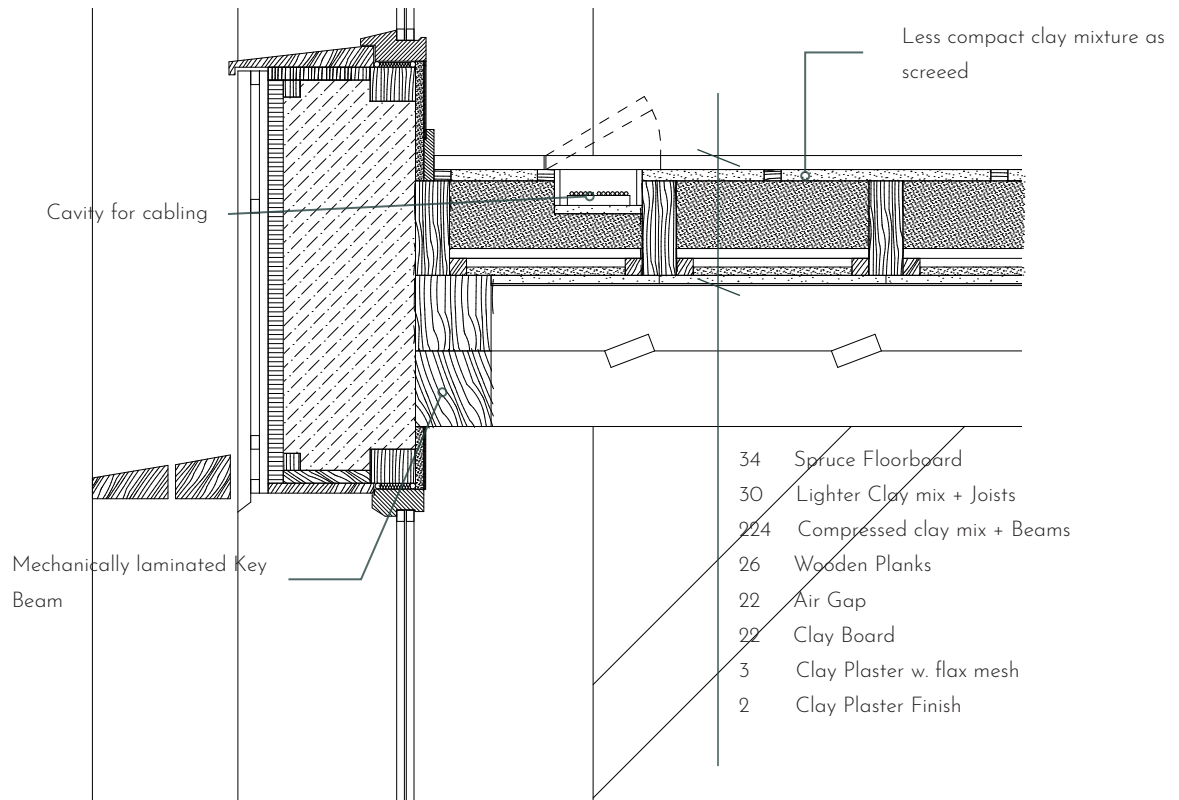 Less compact clay mixture as
screeed
Cavity for cabling
Mechanically laminated Key
Beam
34 Spruce Floorboard
30 Lighter Clay mix + Joists
224 Compressed clay mix + Beams
26 Wooden Planks
22 Air Gap
22 Clay Board
3 Clay Plaster w. flax mesh
2 Clay Plaster Finish